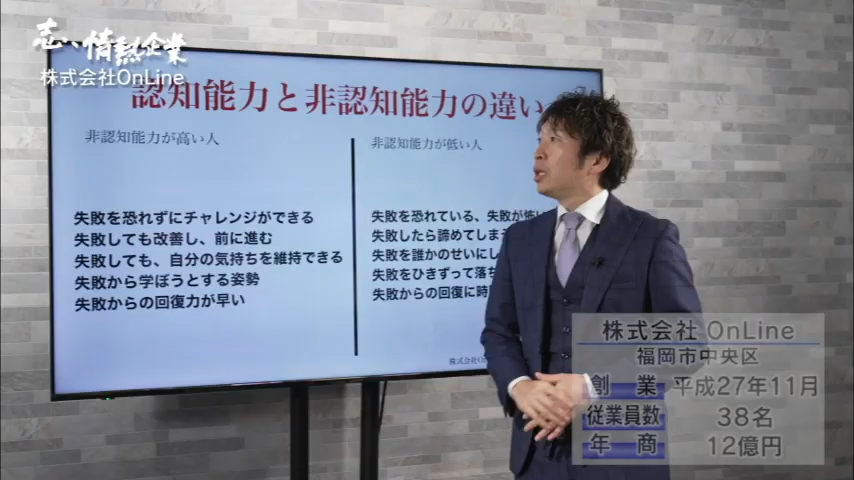 志へ、情熱企業
株式会社OnLine
認知能力と非認知能力の違い
非認知能力が高い人
失敗を恐れずにチャレンジができる
失敗しても改善し、前に進む
失敗しても、自分の気持ちを維持できる
失敗から学ぼうとする姿勢
失敗からの回復力が早い
非認知能力が低い人
失敗を恐れている、失敗が怖い
失敗したら諦めてしま
失敗を誰かのせいにし
失敗をひきずって落ち
失敗からの回復に時
株式会社On
株式会社 OnLine
福岡市中央区
創業 平成27年11月
従業員数 38名
年商 12億円